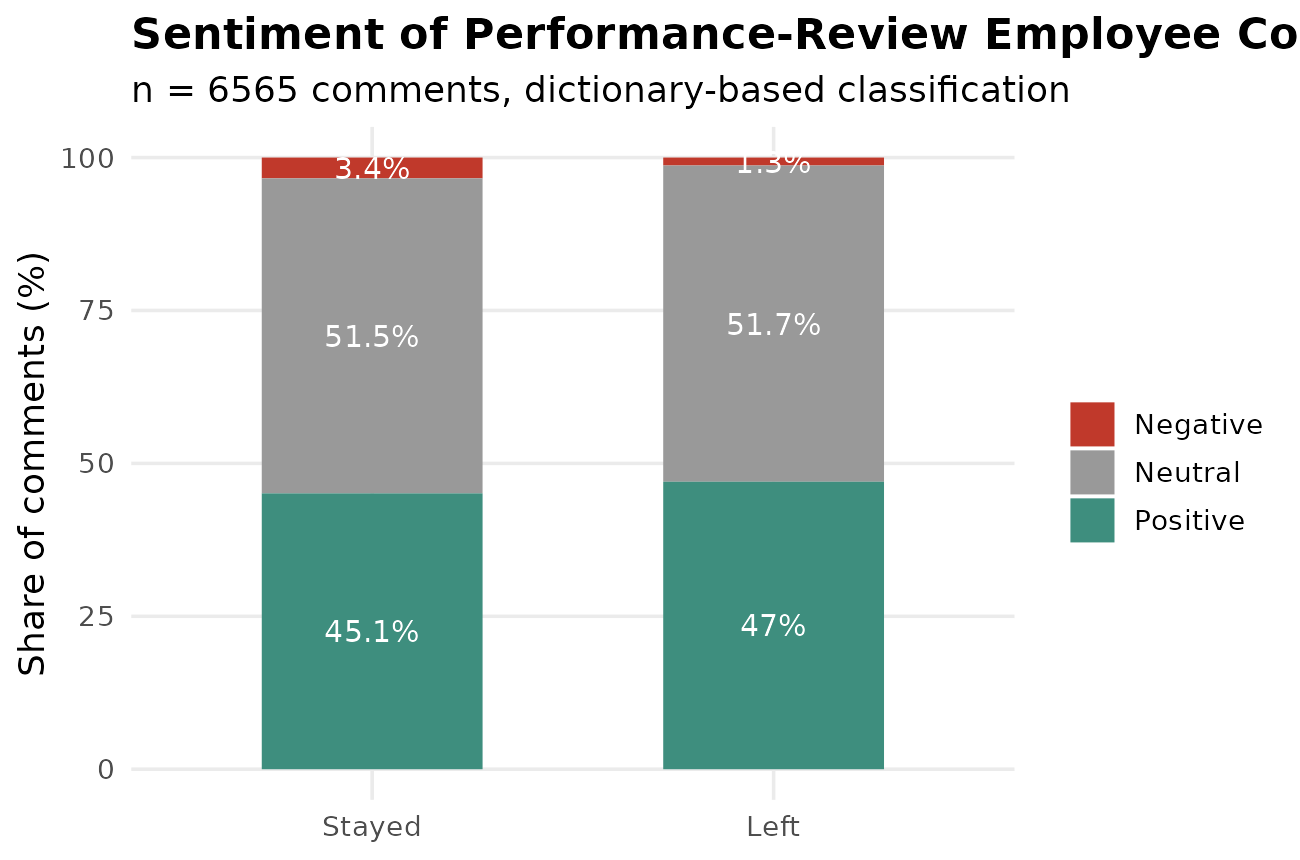 Sentiment of Performance-Review Employee Co
n = 6565 comments, dictionary-based classification
Share of comments (%)
100
75
50
25
0
3.4%
1.3%
51.5%
51.7%
45.1%
47%
Negative
Neutral
Positive
Stayed
Left